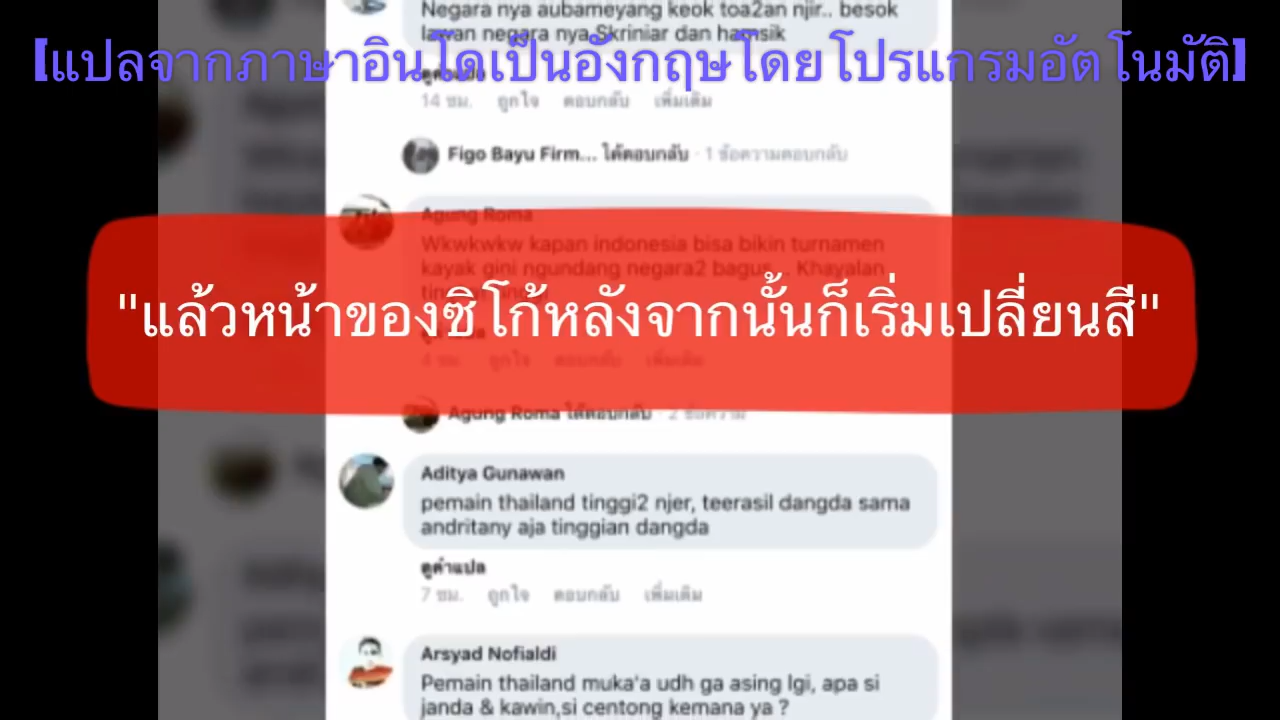 Negara nya aubameyang keok toa2an njir.. besok
lawan negara nya Skriniar dan hamsik
【แปลจากภาษาอินโดเป็นอังกฤษโดยโปรแกรมอัตโนมัติ】
ดูคำแปล
14 ชม. ถูกใจ ตอบกลับ เพิ่มเติม
Figo Bayu Firm... ได้ตอบกลับ · 1 ข้อความตอบกลับ
Agung Roma
Wkwkwkw kapan indonesia bisa bikin turnamen
kayak gini ngundang negara2 bagus... Khayalan
"แล้วหน้าของซิโก้หลังจากนั้นก็เริ่มเปลี่ยนสี"
ถูกใจ ตอบกลับ เพิ่มเติม
Agung Roma ได้ตอบกลับ · 2 ข้อความ
Aditya Gunawan
pemain thailand tinggi2 njer, teerasil dangda sama
andritany aja tinggian dangda
ดูคำแปล
7 ชม. ถูกใจ ตอบกลับ เพิ่มเติม
Arsyad Nofialdi
Pemain thailand muka'a udh ga asing lgi, apa si
janda & kawin,si centong kemana ya ?